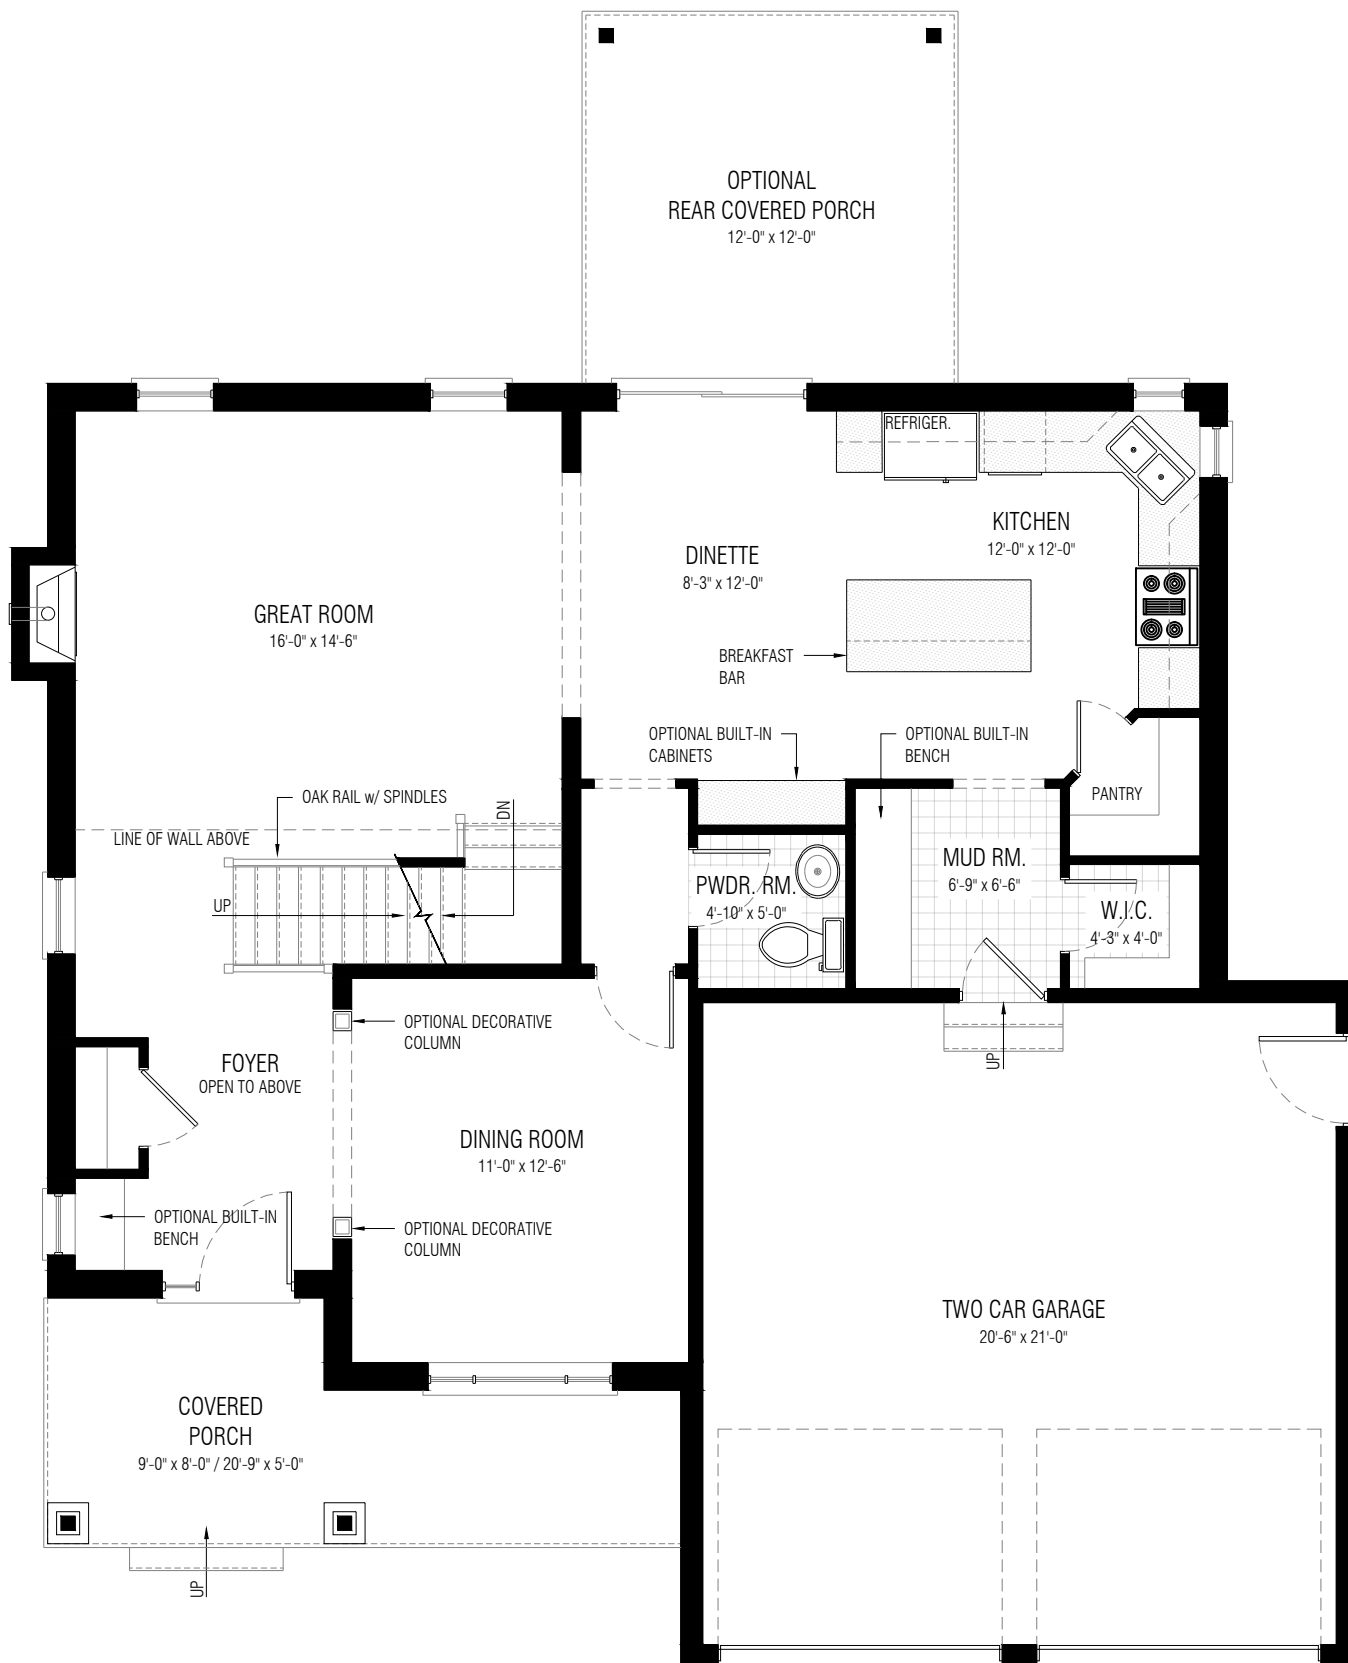 OPTIONAL
REAR COVERED PORCH
12'-0" x 12'-0"
REFRIGER.
KITCHEN
12'-0" x 12'-0"
DINETTE
8'-3" x 12'-0"
GREAT ROOM
16'-0" x 14'-6"
BREAKFAST
BAR
OPTIONAL BUILT-IN
CABINETS
OPTIONAL BUILT-IN
BENCH
PANTRY
OAK RAIL w/ SPINDLES
DN
LINE OF WALL ABOVE
MUD RM.
6'-9" x 6'-6"
PWDR. RM.
4'-10" x 5'-0"
UP
W.I.C.
4'-3" x 4'-0"
OPTIONAL DECORATIVE
COLUMN
FOYER
OPEN TO ABOVE
UP
DINING ROOM
11'-0" x 12'-6"
OPTIONAL BUILT-IN
BENCH
OPTIONAL DECORATIVE
COLUMN
TWO CAR GARAGE
20'-6" x 21'-0"
COVERED
PORCH
9'-0" x 8'-0" / 20'-9" x 5'-0"
UP